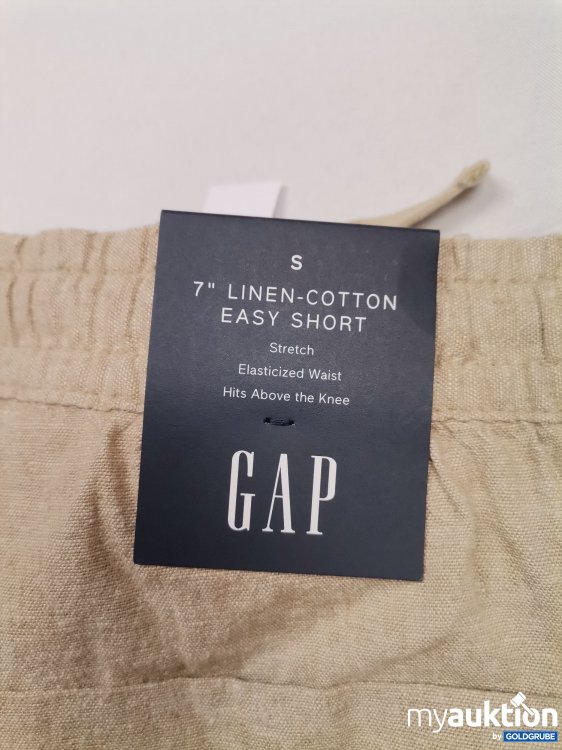 S
7" LINEN-COTTON
EASY SHORT
Stretch
Elasticized Waist
Hits Above the Knee
GAP
myauktion
by GOLDGRUBE